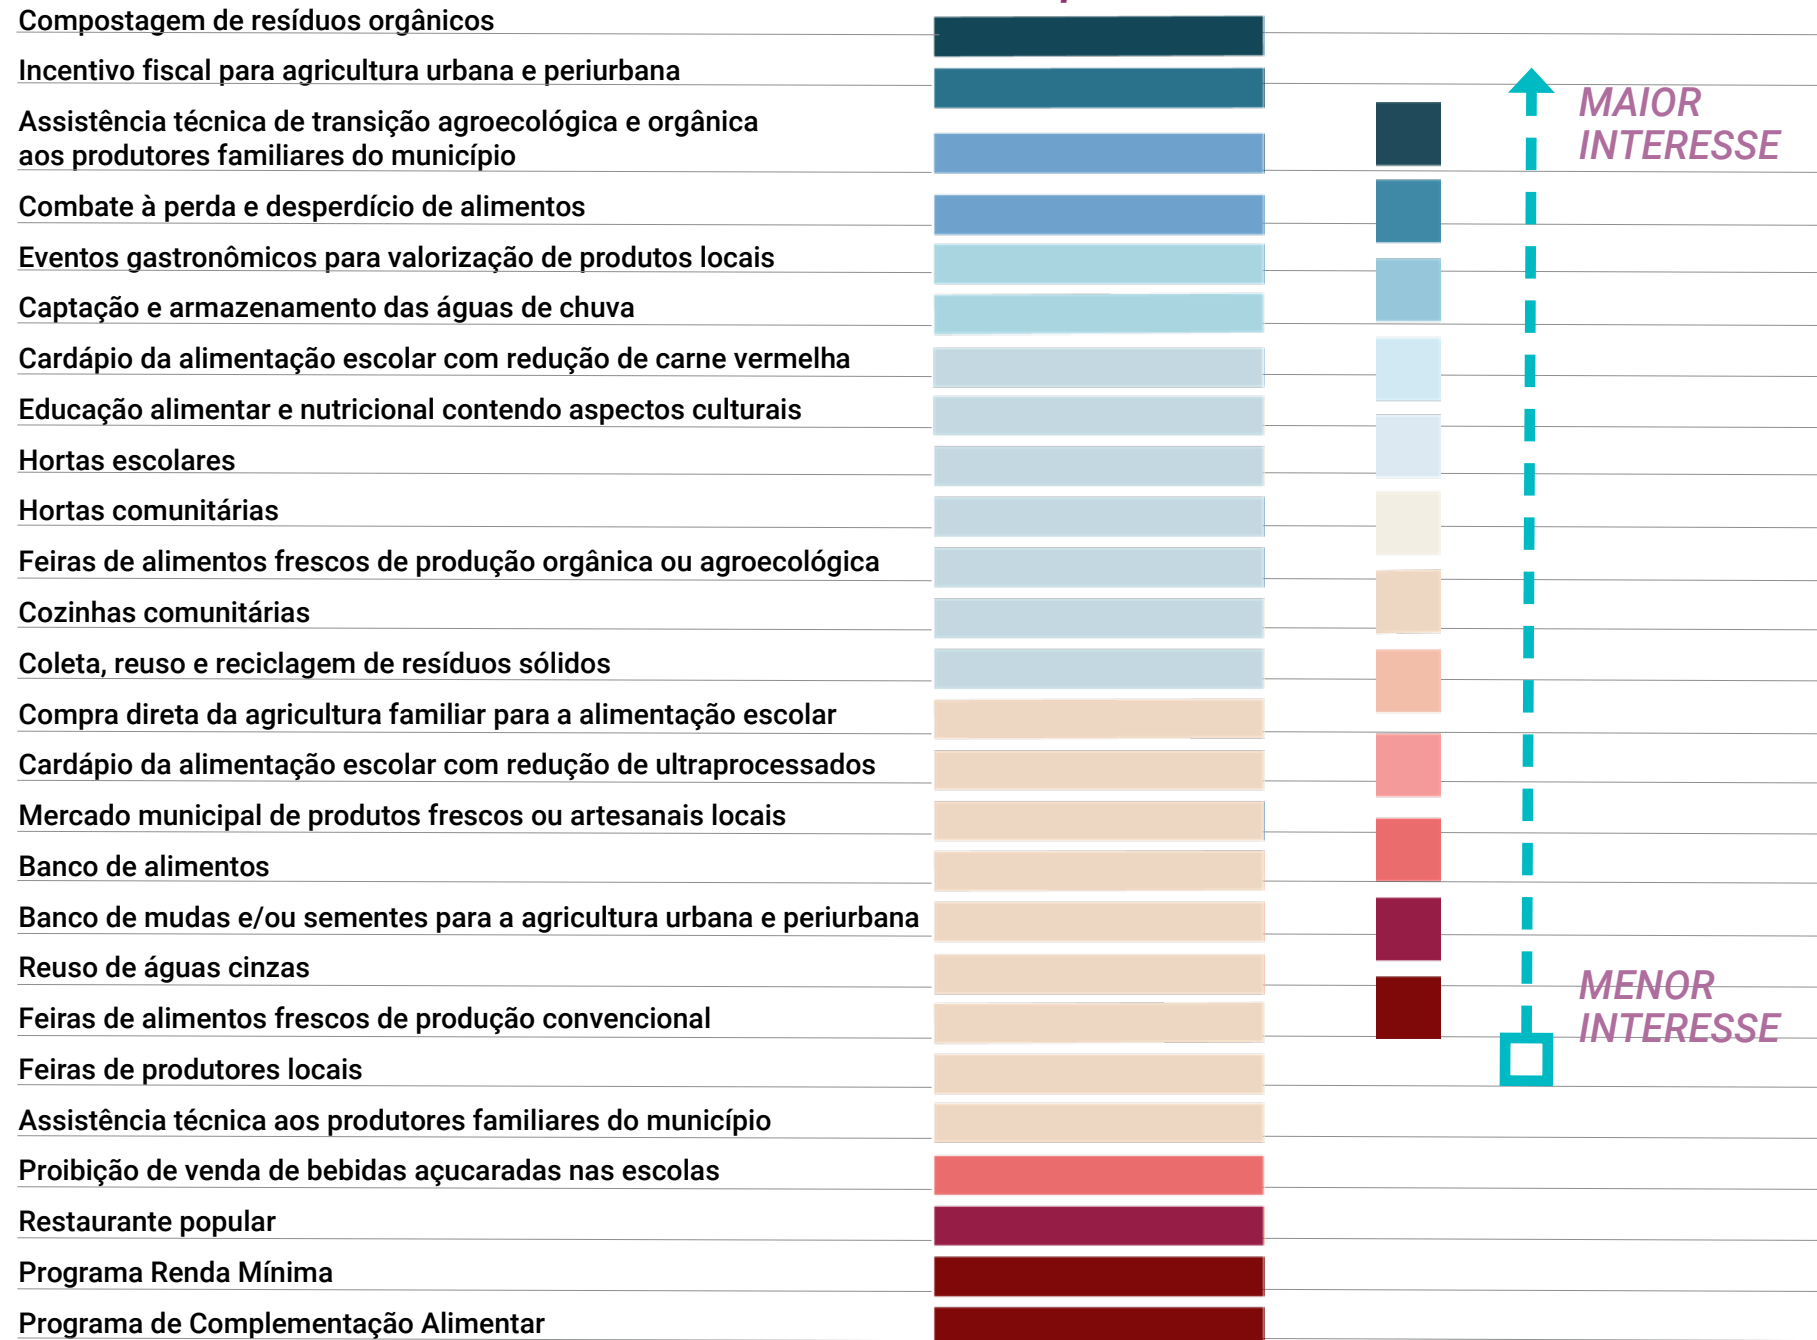 Compostagem de resíduos orgânicos
Incentivo fiscal para agricultura urbana e periurbana
Assistência técnica de transição agroecológica e orgânica
aos produtores familiares do município
Combate à perda e desperdício de alimentos
Eventos gastronômicos para valorização de produtos locais
Captação e armazenamento das águas de chuva
Cardápio da alimentação escolar com redução de carne vermelha
Educação alimentar e nutricional contendo aspectos culturais
Hortas escolares
Hortas comunitárias
Feiras de alimentos frescos de produção orgânica ou agroecológica
Cozinhas comunitárias
Coleta, reuso e reciclagem de resíduos sólidos
Compra direta da agricultura familiar para a alimentação escolar
Cardápio da alimentação escolar com redução de ultraprocessados
Mercado municipal de produtos frescos ou artesanais locais
Banco de alimentos
Banco de mudas e/ou sementes para a agricultura urbana e periurbana
Reuso de águas cinzas
Feiras de alimentos frescos de produção convencional
Feiras de produtores locais
Assistência técnica aos produtores familiares do município
Proibição de venda de bebidas açucaradas nas escolas
Restaurante popular
Programa Renda Mínima
Programa de Complementação Alimentar
MAIOR
INTERESSE
MENOR
INTERESSE